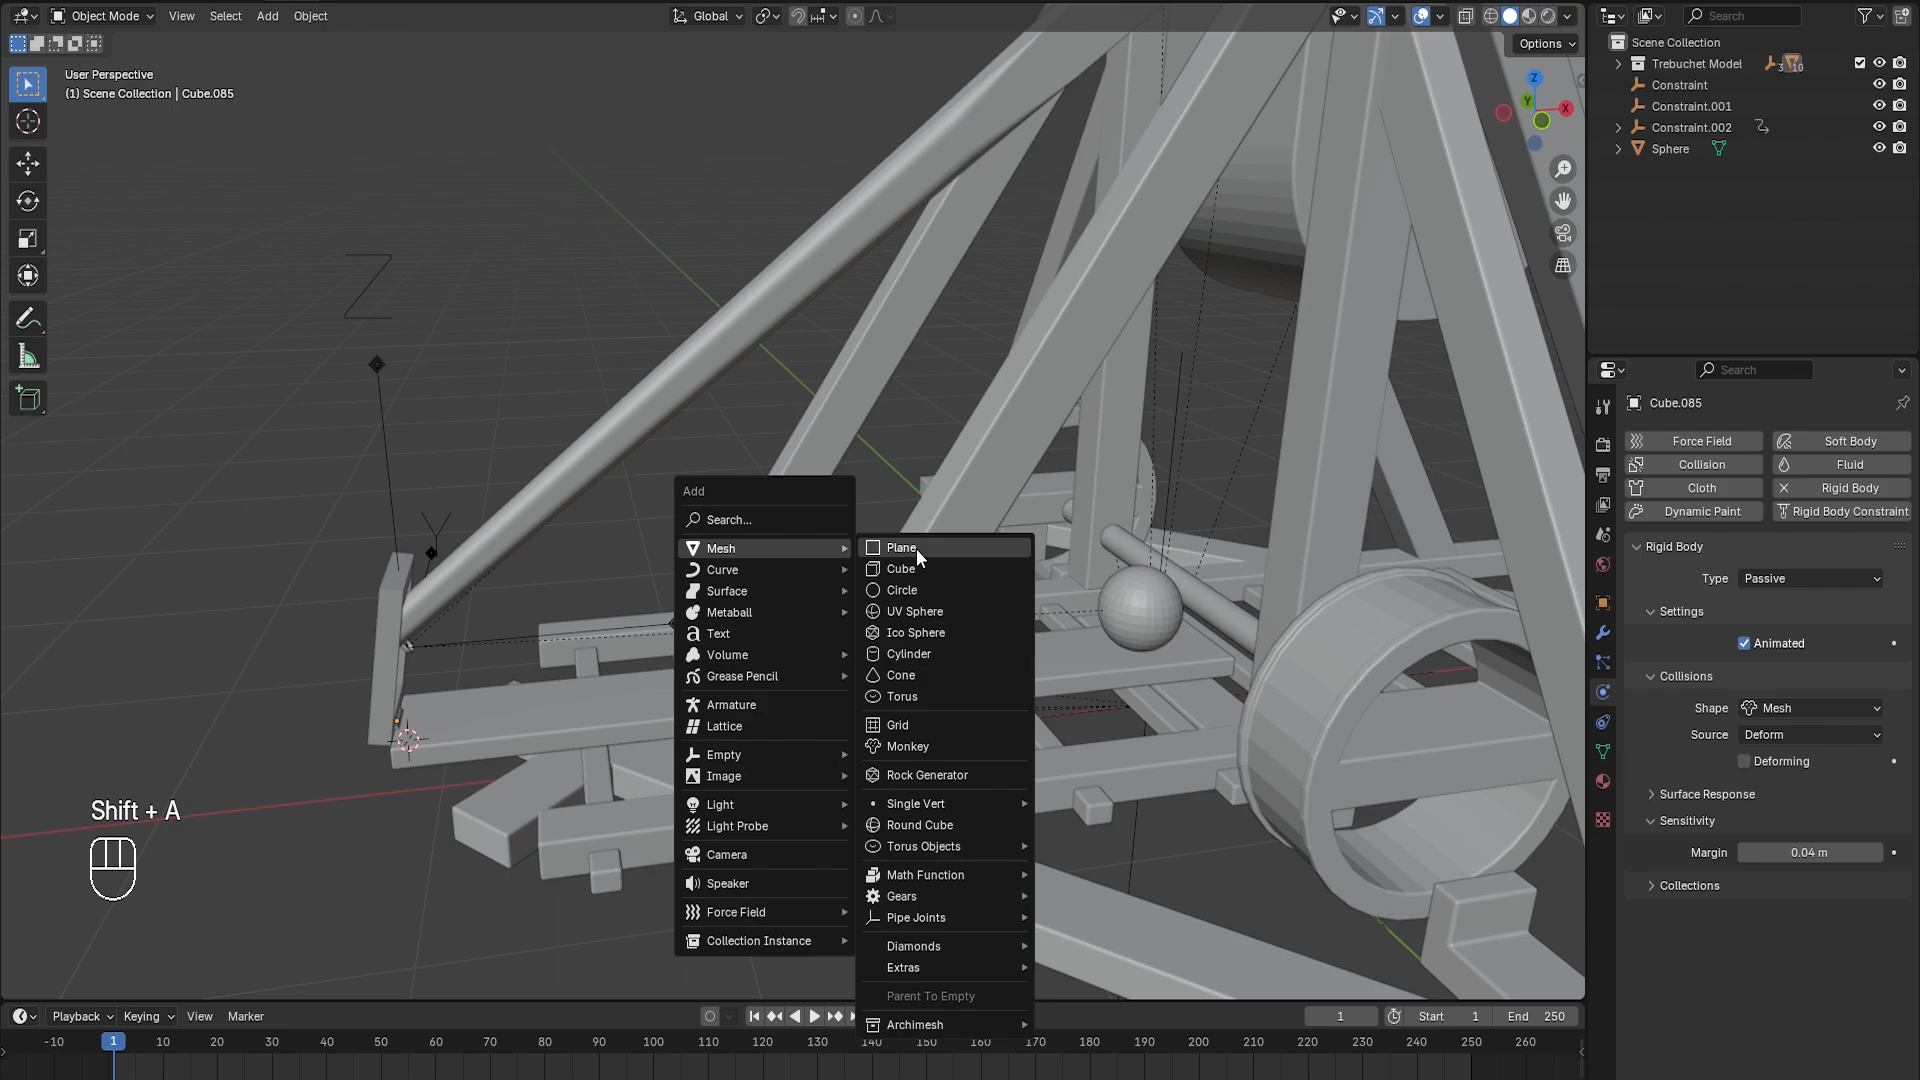 Object Mode
View
Select
Add
Object
Global
Options
User Perspective
(1) Scene Collection | Cube.085
Z
Y
X
Z
Y
Add
Search...
Mesh
Curve
Surface
Metaball
Text
Volume
Grease Pencil
Armature
Lattice
Empty
Image
Light
Light Probe
Camera
Speaker
Force Field
Collection Instance
Plane
Cube
Circle
UV Sphere
Ico Sphere
Cylinder
Cone
Torus
Grid
Monkey
Rock Generator
Single Vert
Round Cube
Torus Objects
Math Function
Gears
Pipe Joints
Diamonds
Extras
Parent To Empty
Archimesh
Shift + A
Search
Scene Collection
Trebuchet Model
3
10
Constraint
Constraint.001
Constraint.002
Sphere
Search
Cube.085
Force Field
Soft Body
Collision
Fluid
Cloth
Rigid Body
Dynamic Paint
Rigid Body Constraint
Rigid Body
Type
Passive
Settings
Animated
Collisions
Shape
Mesh
Source
Deform
Deforming
Surface Response
Sensitivity
Margin
0.04 m
Collections
Playback
Keying
View
Marker
1
Start 1
End 250
-10 1 10 20 30 40 50 60 70 80 90 100 110 120 130 140 150 160 170 180 190 200 210 220 230 240 250 260